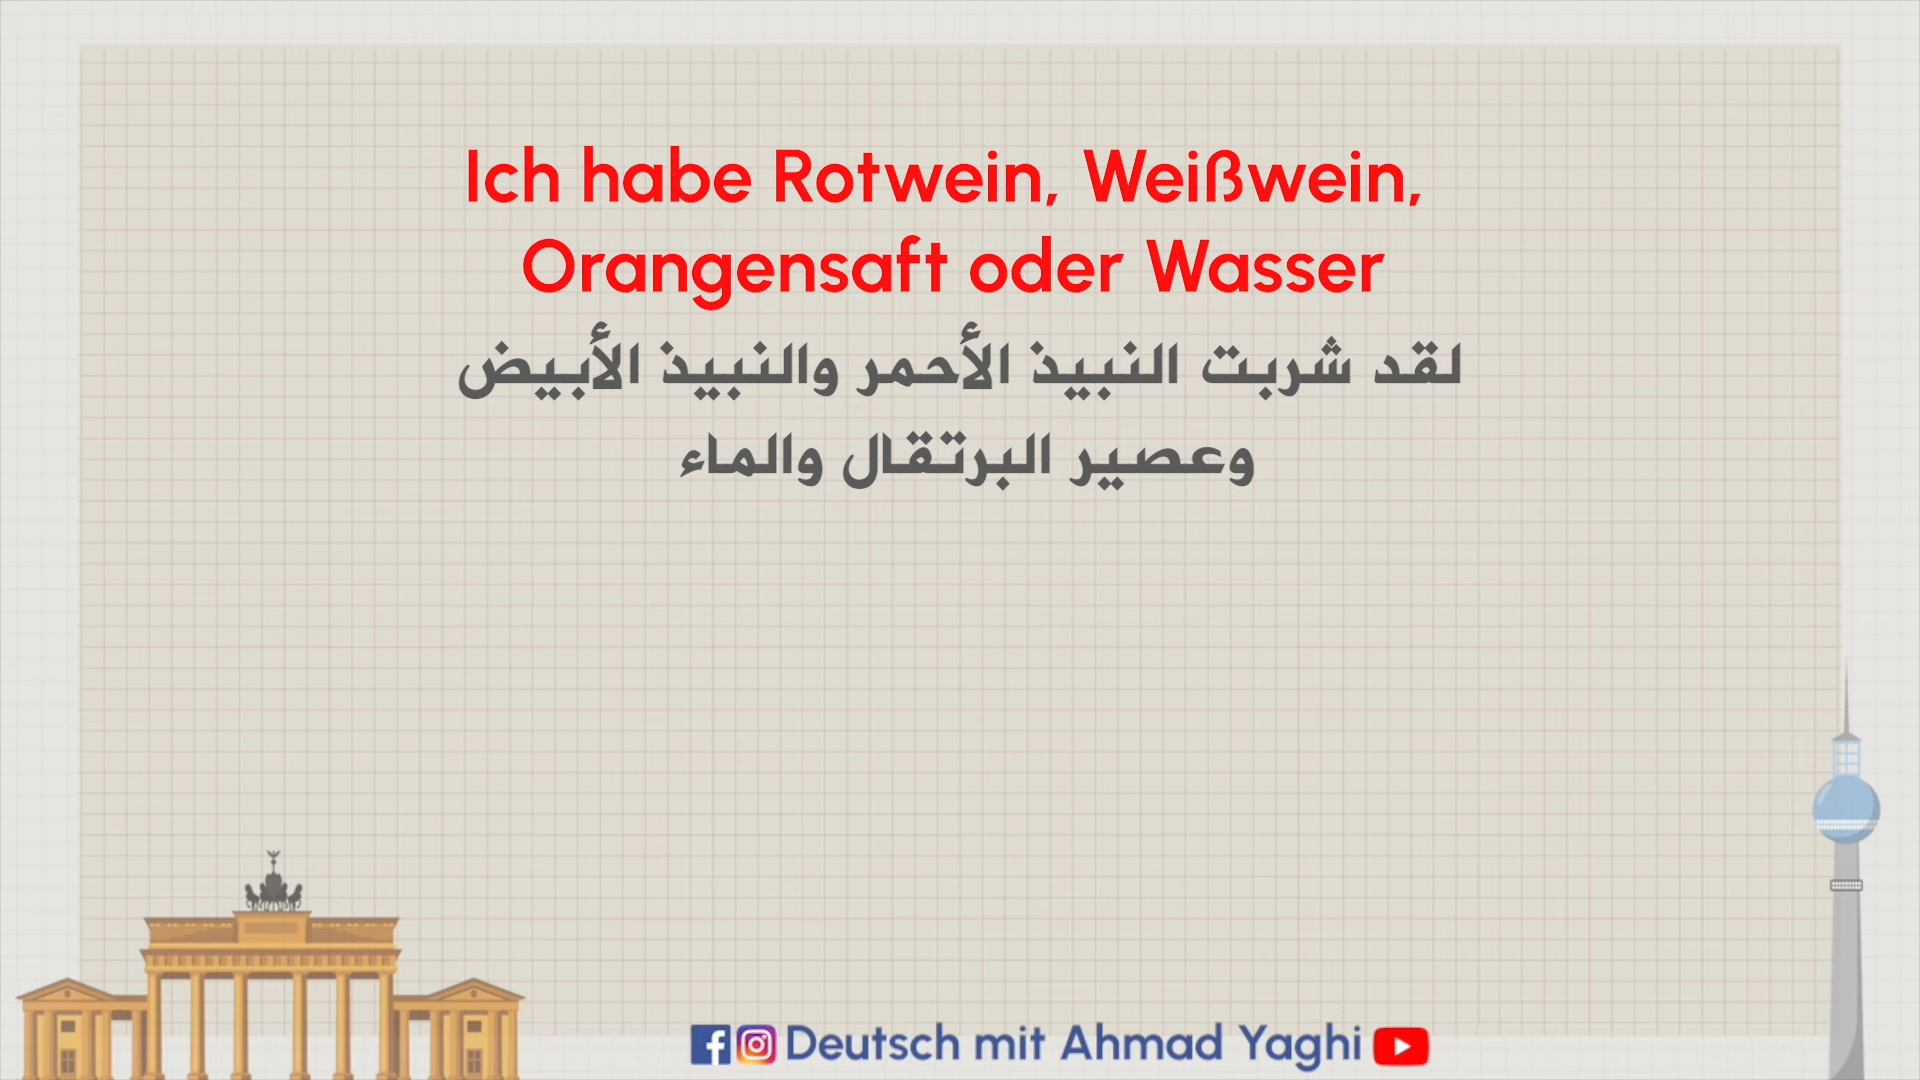 Ich habe Rotwein, Weißwein,
Orangensaft oder Wasser
لقد شربت النبيذ الأحمر والنبيذ الأبيض
وعصير البرتقال والماء
Deutsch mit Ahmad Yaghi